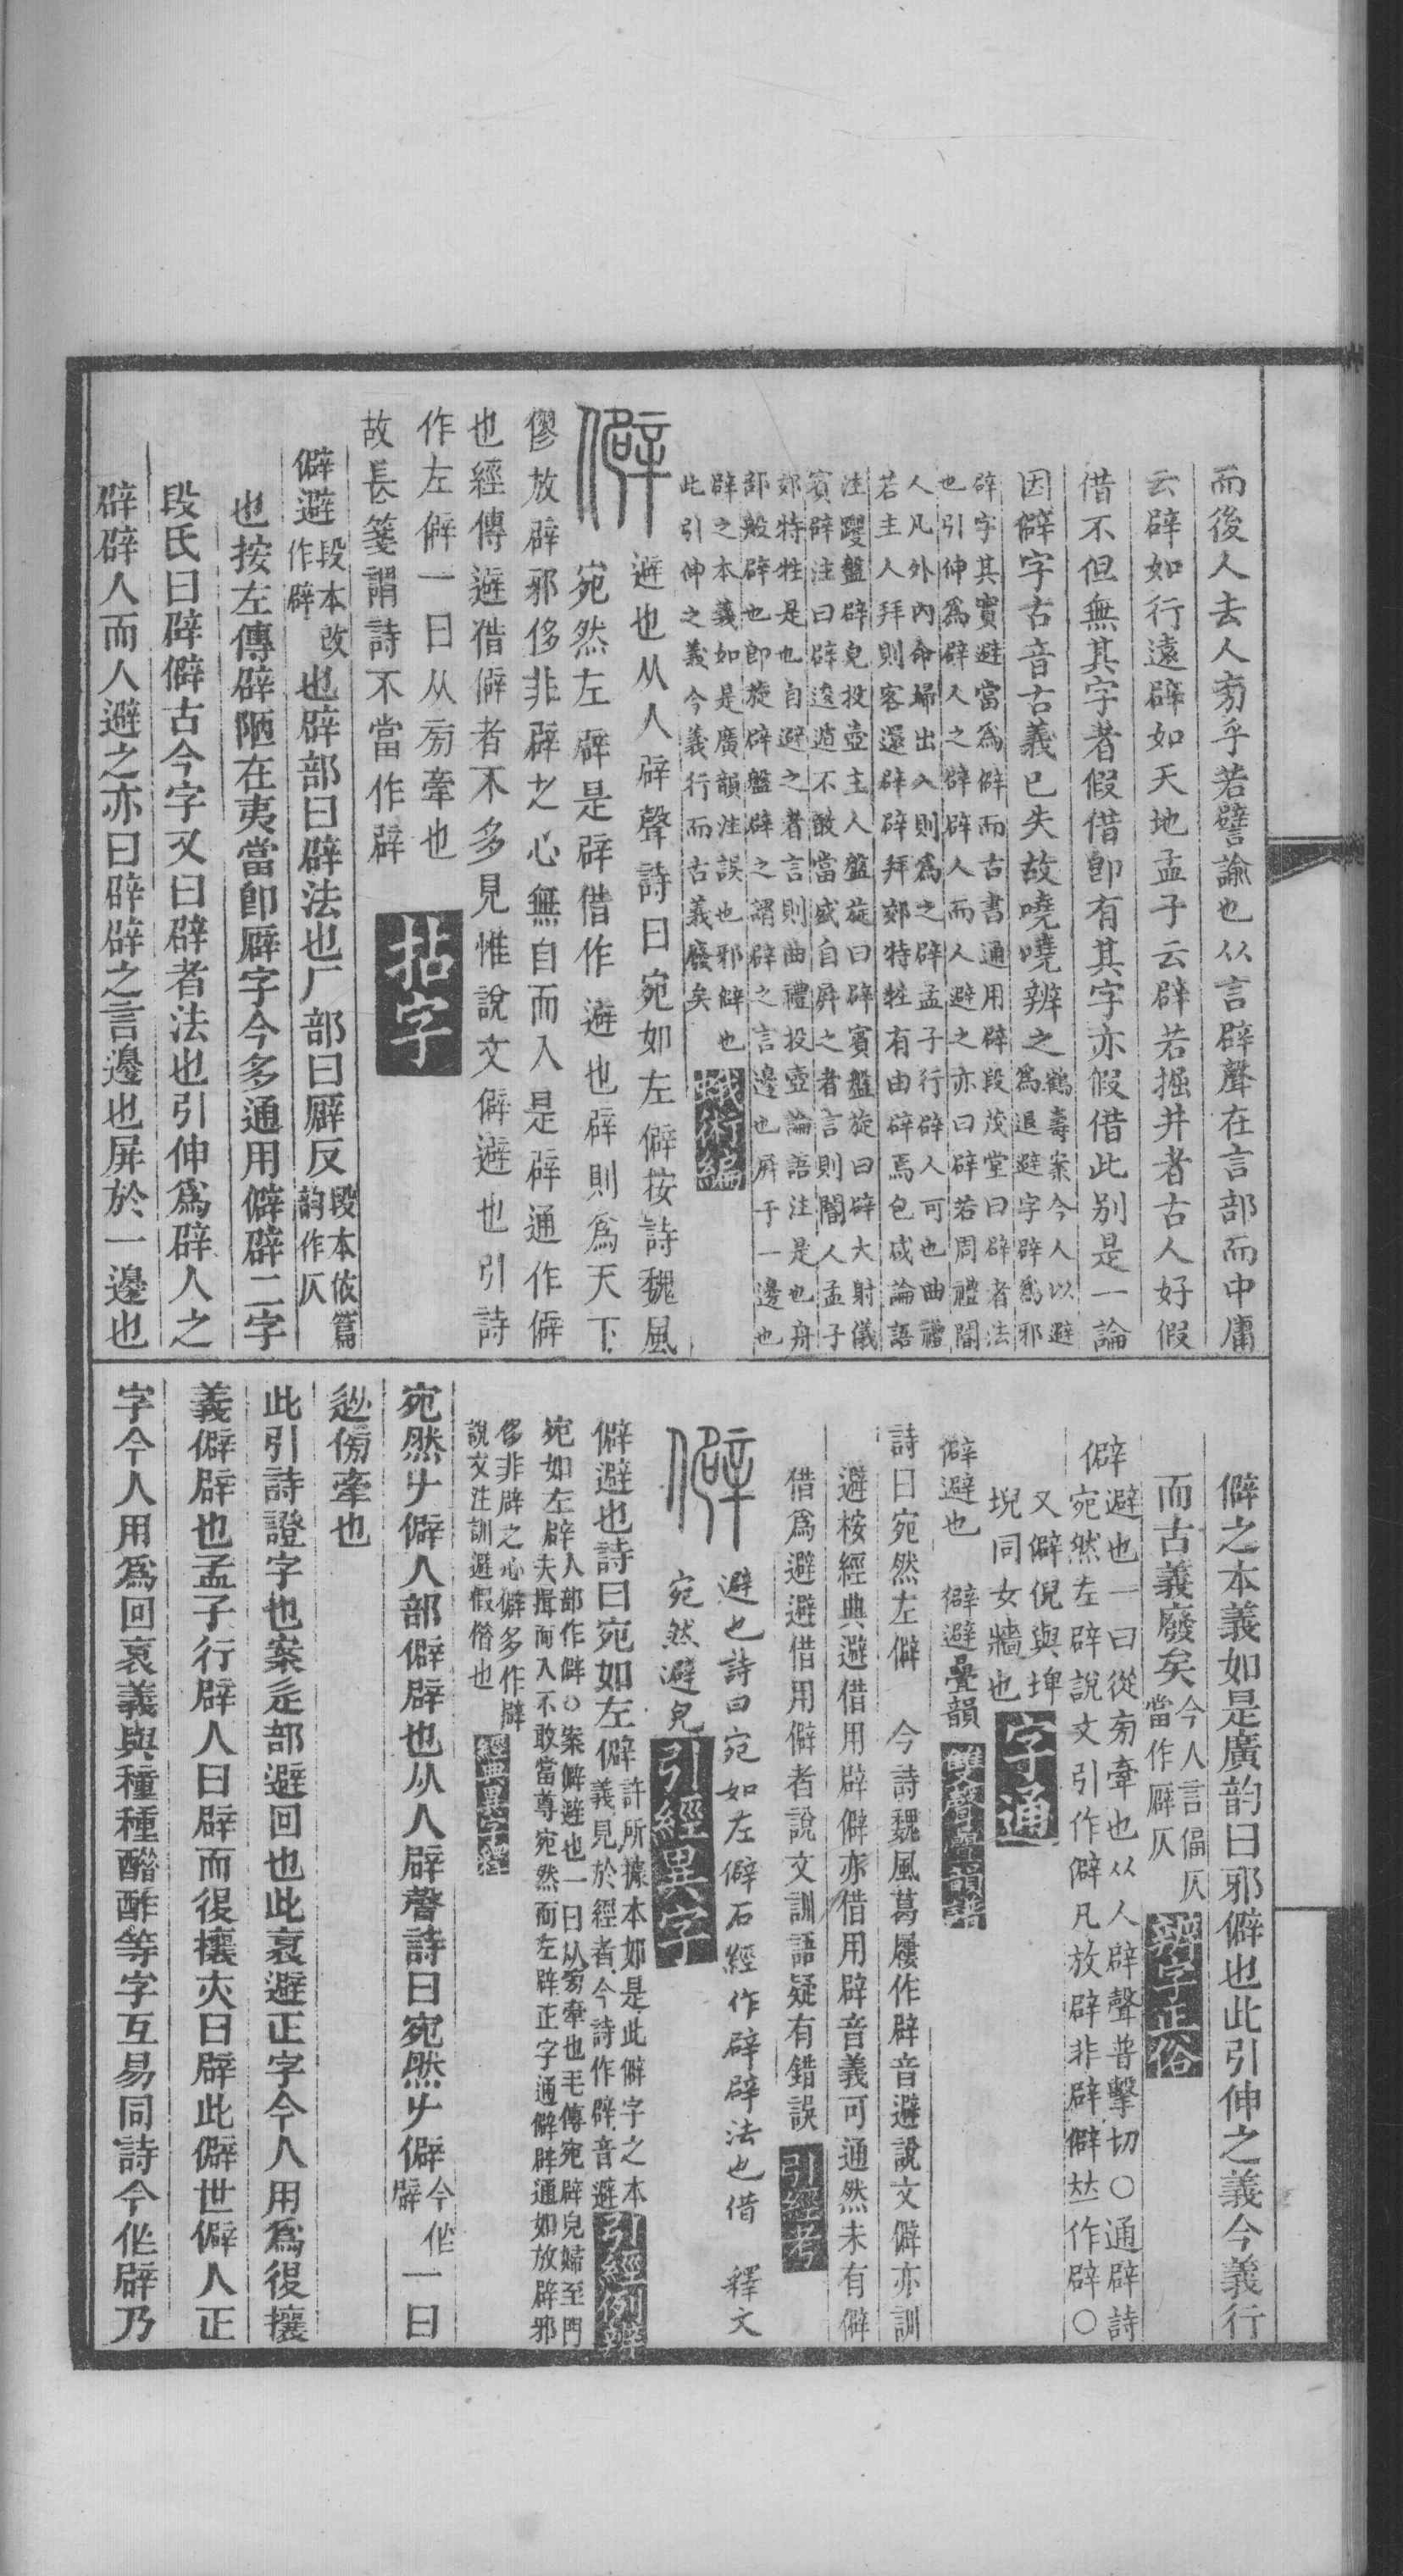 而後人去人㫄乎若譬諭也从言辟聲在言部而中庸
云辟如行遠辟如天地孟子云辟若掘井者古人好假
借不但無其字者假借卽有其字亦假借此别是一論
因僻字古音古義已失故嘵嘵辨之鶴壽案今人以避
爲退避字辟爲邪
辟字其實避當爲僻而古書通用辟段茂堂曰辟者法
也引伸爲辟人之辟辟人而人避之亦曰辟若周禮閽
人凡外內命婦出入則爲之辟孟子行辟人可也曲禮
若主人拜則客還辟辟拜郊特牲有由辟焉包咸論語
注躩盤辟皃投壺主人盤旋曰辟賓盤旋曰辟大射儀
賓辟注曰辟逡遁不敢當盛自屏之者言則閽人孟子
郊特牲是也自避之者言則曲禮投壺論語注是也舟
部般辟也卽旋辟盤辟之謂辟之言邊也屏于一邊也
辟之本義如是廣韻注誤也邪僻也
此引伸之義今義行而古義廢矣 蛾術編
僻 避也从人辟聲詩曰宛如左僻按詩魏風
宛然左辟是辟借作避也辟則爲天下
僇放辟邪侈非辟之心無自而入是辟通作僻
也經傳避借僻者不多見惟說文僻避也引詩
作左僻一曰从㫄牽也
故長箋謂詩不當作辟 拈字
僻避段本改
作辟也辟部曰辟法也厂部曰𠪮反段本依篇
韵作仄
也按左傳辟陋在夷當卽𠪮字今多通用僻辟二字
段氏曰辟僻古今字又曰辟者法也引伸爲辟人之
辟辟人而人避之亦曰辟辟之言邊也屏於一邊也
僻之本義如是廣韵曰邪僻也此引伸之義今義行
而古義廢矣今人言偪仄
當作𠪮仄 辨字正俗
僻避也一曰從㫄牽也从人辟聲普擊切○通辟詩
宛然左辟說文引作僻凡放辟非辟僻𠀤作辟○
又僻倪與埤
堄同女牆也 字通
僻避也 僻避疊韻 雙聲疊韻譜
詩曰宛然左僻 今詩魏風葛屨作辟音避說文僻亦訓
避桉經典避借用辟僻亦借用辟音義可通然未有僻
借爲避避借用僻者說文訓語疑有錯誤 引經考
僻 避也詩曰宛如左僻石經作辟辟法也借 釋文
宛然避皃 引經異字
僻避也詩曰宛如左僻許所據本如是此僻字之本
義見於經者今詩作辟音避 引經例辨
宛如左辟人部作僻○案僻避也一曰从㫄牽也毛傳宛辟皃婦至門
夫揖而入不敢當尊宛然而左辟正字通僻辟通如放辟邪
侈非辟之心僻多作辟
說文注訓避假僭也 經典異字釋
宛然𠂇僻人部僻辟也从人辟聲詩曰宛然𠂇僻今作
辟一曰
從傍牽也
此引詩證字也案辵部避回也此裒避正字今人用爲復攘
義僻辟也孟子行辟人曰辟而復攘夾曰辟此僻世僻人正
字今人用爲回裒義與種穜醋酢等字互易同詩今作辟乃